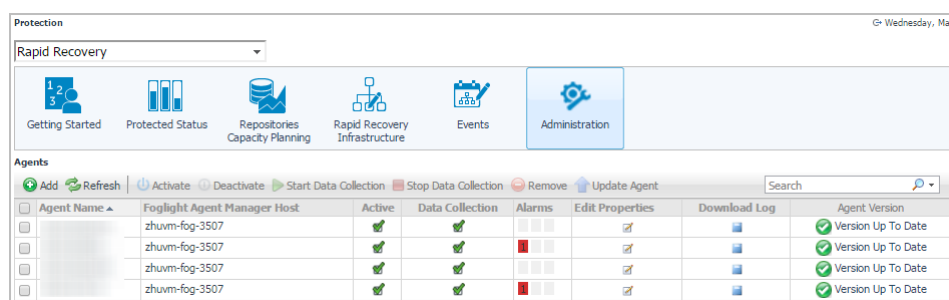 Protection
Wednesday, Ma
Rapid Recovery
Getting Started
Protected Status
Repositories
Capacity Planning
Rapid Recovery
Infrastructure
Events
Administration
Agents
Add Refresh Activate Deactivate Start Data Collection Stop Data Collection Remove Update Agent Search
Agent Name Foglight Agent Manager Host Active Data Collection Alarms Edit Properties Download Log Agent Version
zhuvm-fog-3507 Version Up To Date
zhuvm-fog-3507 1 Version Up To Date
zhuvm-fog-3507 Version Up To Date
zhuvm-fog-3507 1 Version Up To Date